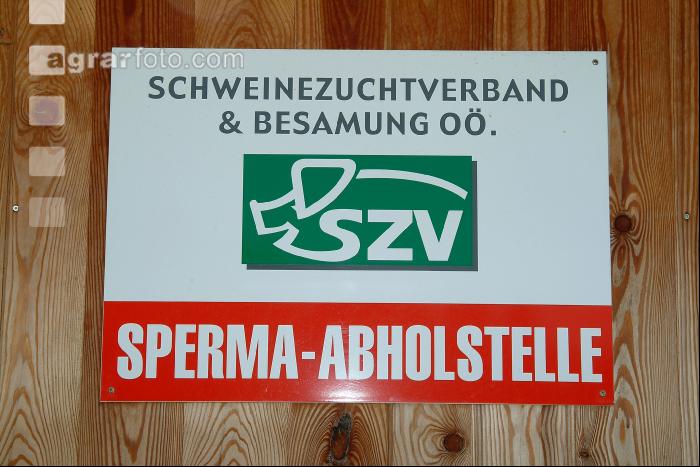 agrarfoto.com
SCHWEINEZUCHTVERBAND
& BESAMUNG OÖ.
SZV
SPERMA-ABHOLSTELLE